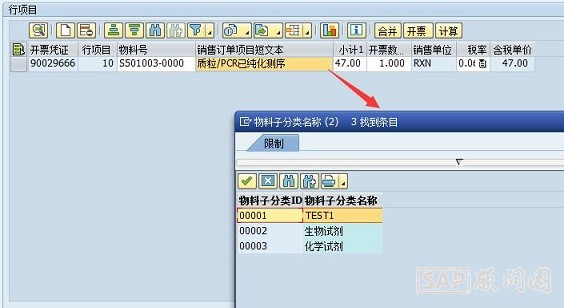 行项目
合并 开票 计算
开票凭证 行项目 物料号 销售订单项目短文本 小计1 开票数... 销售单位 税率 含税单价
90029666 10 S501003-0000 质粒/PCR已纯化测序 47.00 1.000 RXN 0.06 47.00
物料子分类名称 (2) 3 找到条目
限制
物料子分类ID 物料子分类名称
00001 TEST1
00002 生物试剂
00003 化学试剂